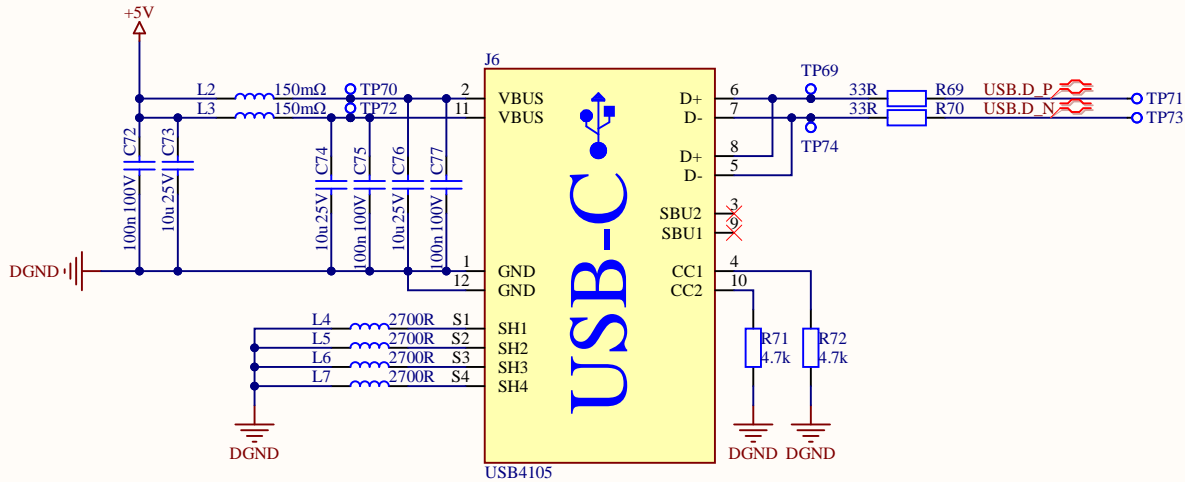 +5V
J6
L2 150mΩ TP70 2 VBUS
L3 150mΩ TP72 11 VBUS
C72 100n 100V
C73 10u 25V
C74 10u 25V
C75 100n 100V
C76 10u 25V
C77 100n 100V
DGND
1 GND
12 GND
L4 2700R S1 SH1
L5 2700R S2 SH2
L6 2700R S3 SH3
L7 2700R S4 SH4
DGND
USB-C
USB4105
D+ 6 TP69 33R R69 USB.D_P TP71
D- 7 TP74 33R R70 USB.D_N TP73
D+ 8
D- 5
SBU2 3
SBU1 9
CC1 4
CC2 10
R71 4.7k
R72 4.7k
DGND DGND